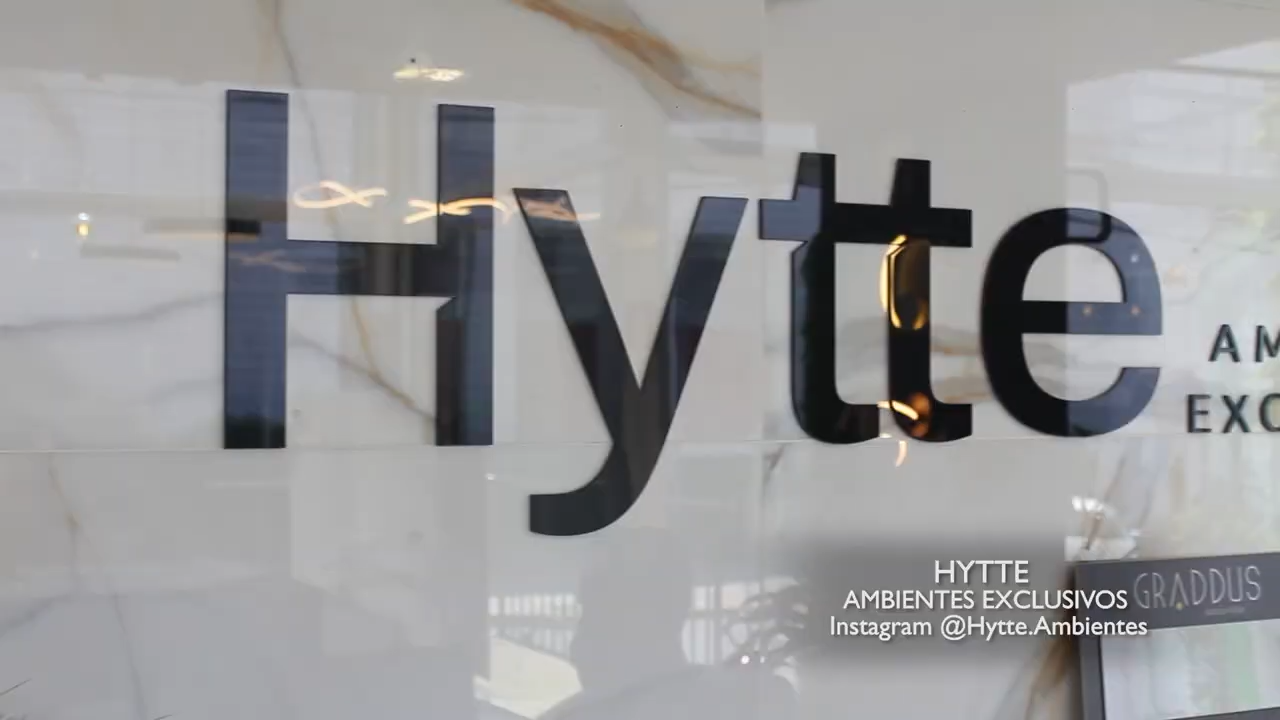 Hytte
AM
EXC
HYTTE
AMBIENTES EXCLUSIVOS
Instagram @Hytte.Ambientes
GRADDUS